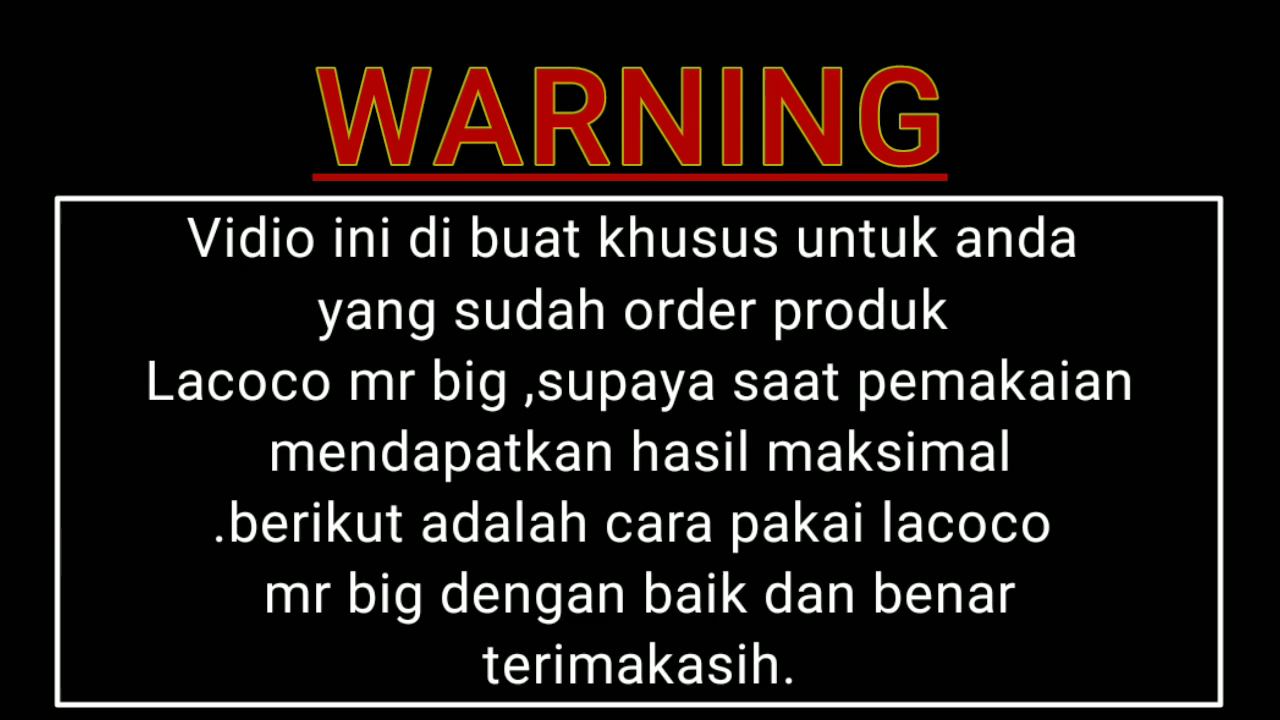 WARNING
Vidio ini di buat khusus untuk anda
yang sudah order produk
Lacoco mr big ,supaya saat pemakaian
mendapatkan hasil maksimal
.berikut adalah cara pakai lacoco
mr big dengan baik dan benar
terimakasih.